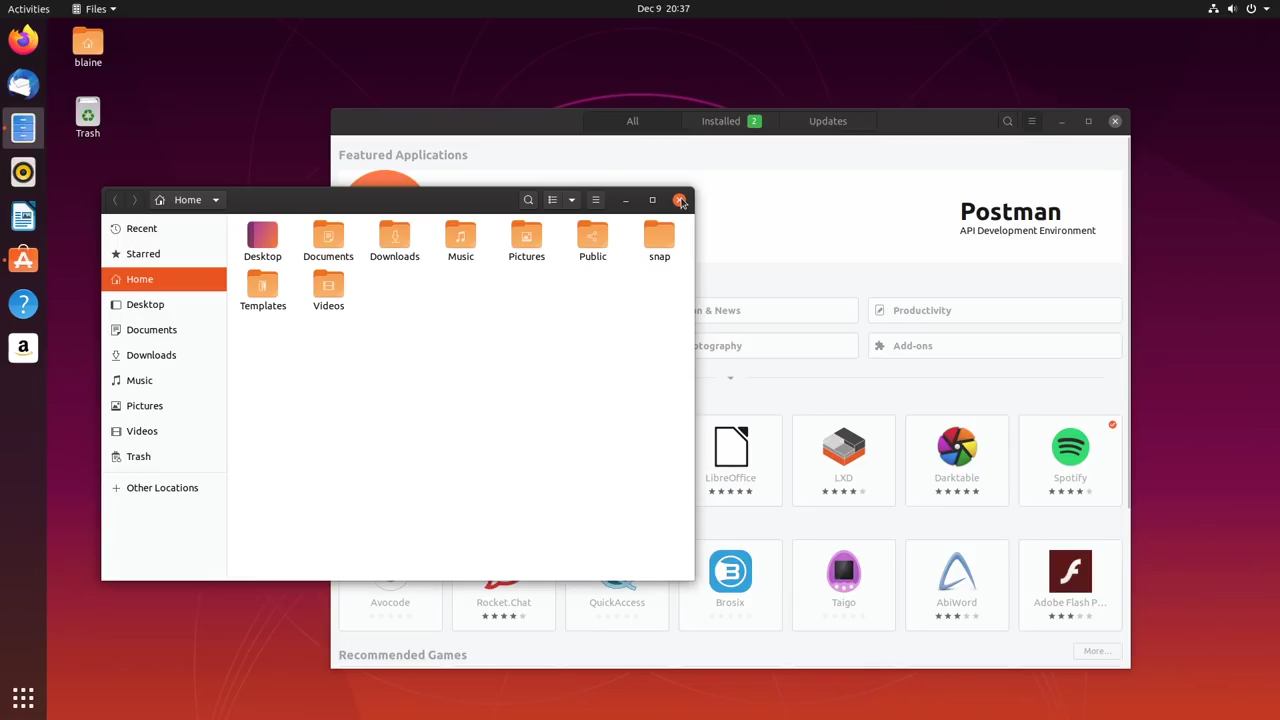 Activities
Files
Dec 9 20:37
blaine
Trash
All
Installed 2
Updates
Featured Applications
Postman
API Development Environment
Home
Recent
Starred
Home
Desktop
Documents
Downloads
Music
Pictures
Videos
Trash
Other Locations
Desktop
Documents
Downloads
Music
Pictures
Public
snap
Templates
Videos
n & News
Productivity
otography
Add-ons
LibreOffice
LXD
Darktable
Spotify
Avocode
Rocket.Chat
QuickAccess
Brosix
Taigo
AbiWord
Adobe Flash P...
Recommended Games
More...